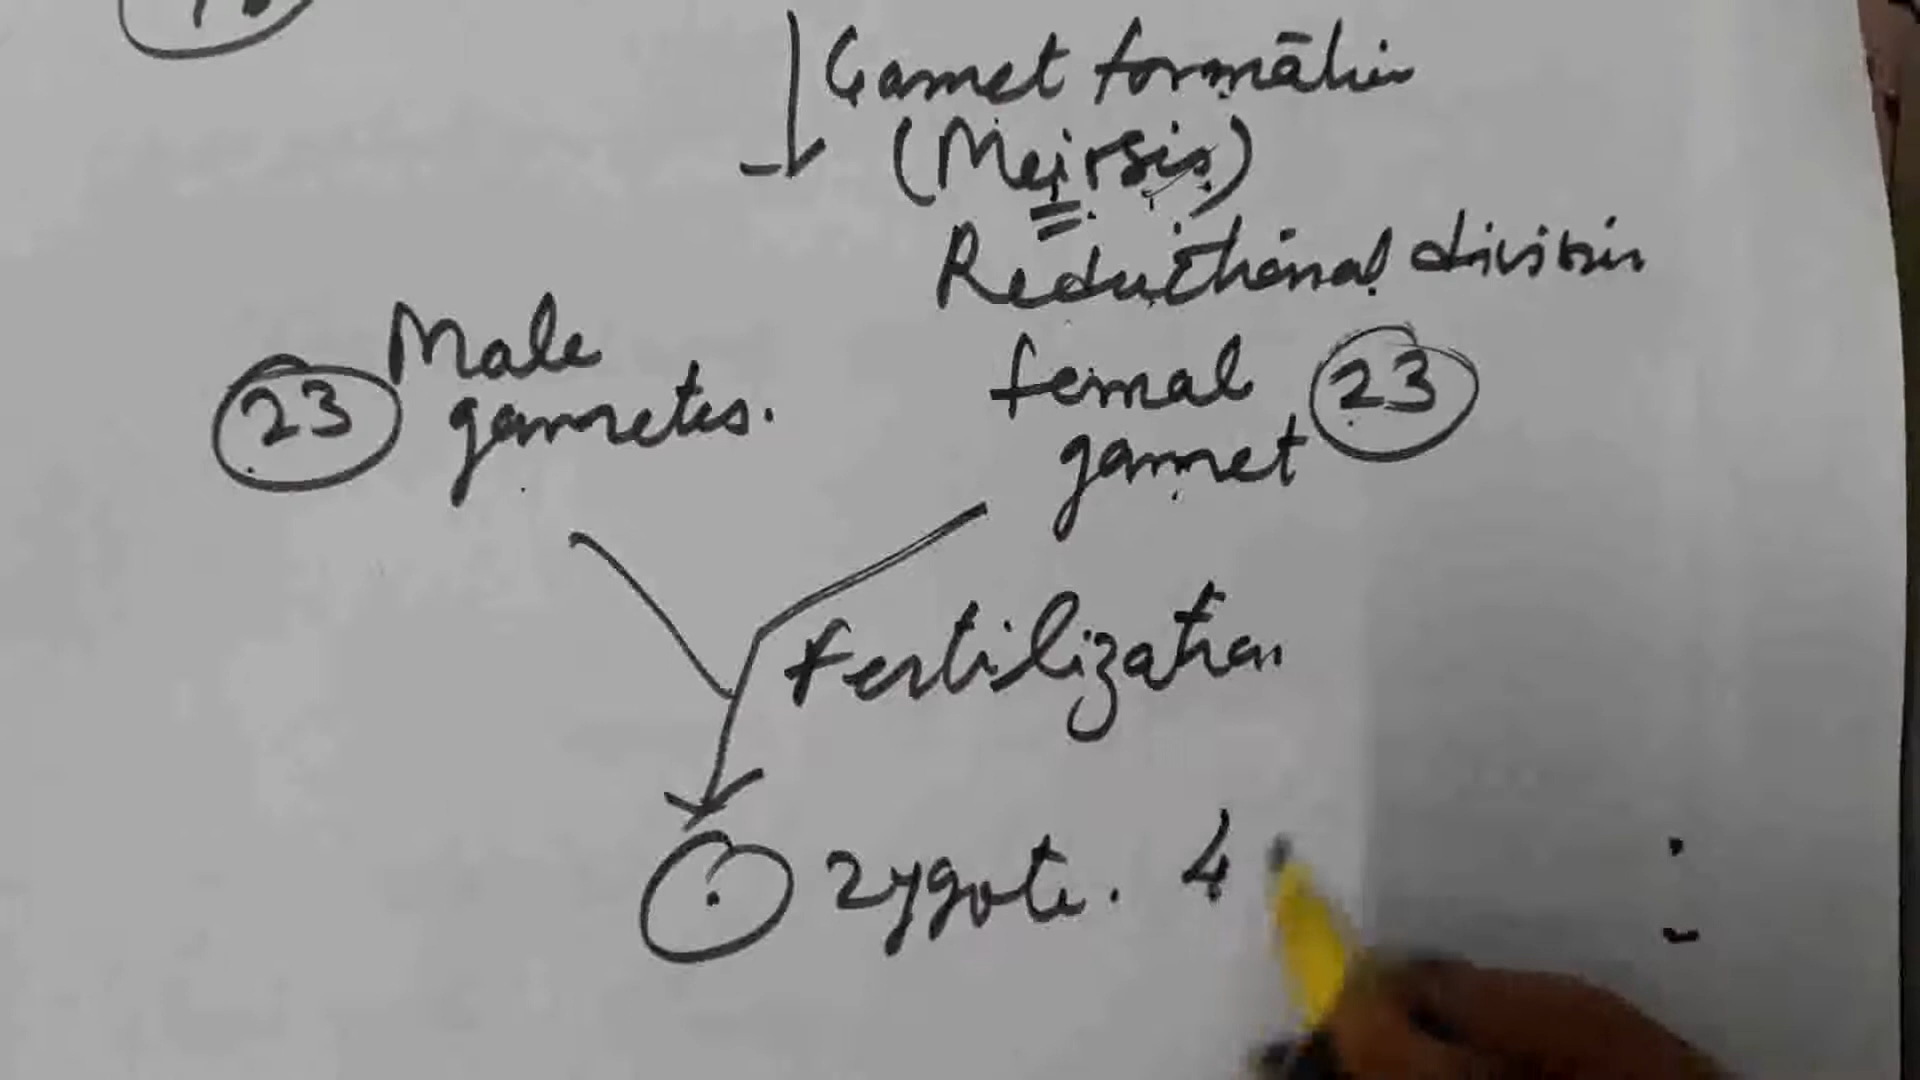 Gamet formation
(Meiosis)
Reductional division
Male
gametes.
23
femal
gamet
23
Fertilization
Zygote. 4